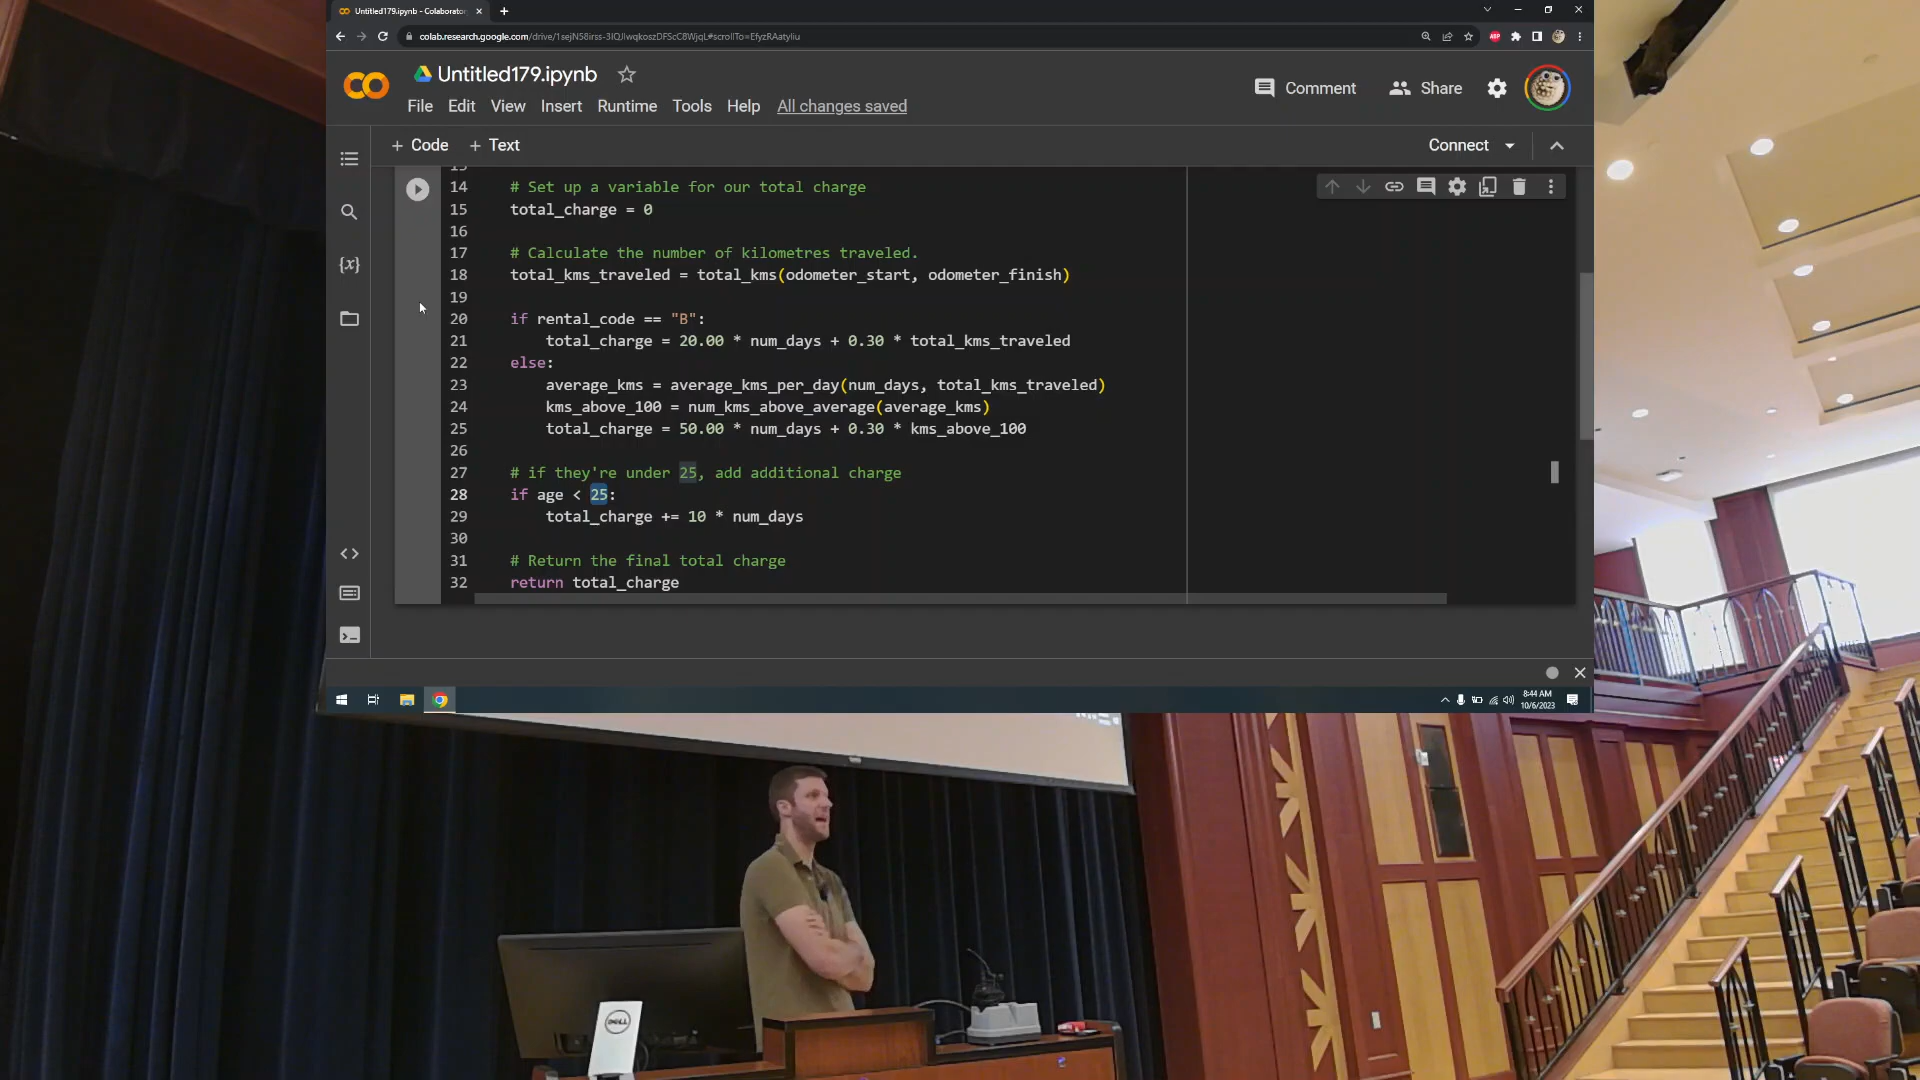 Untitled179.ipynb - Colaborator
colab.research.google.com/drive/1sejN58irss-3IQJlwqkoszDFScC8WjqL#scrollTo=EfyzRAatyliu
Untitled179.ipynb
File Edit View Insert Runtime Tools Help All changes saved
Comment Share
+ Code + Text
Connect
14 # Set up a variable for our total charge
15 total_charge = 0
16
17 # Calculate the number of kilometres traveled.
18 total_kms_traveled = total_kms(odometer_start, odometer_finish)
19
20 if rental_code == "B":
21 total_charge = 20.00 * num_days + 0.30 * total_kms_traveled
22 else:
23 average_kms = average_kms_per_day(num_days, total_kms_traveled)
24 kms_above_100 = num_kms_above_average(average_kms)
25 total_charge = 50.00 * num_days + 0.30 * kms_above_100
26
27 # if they're under 25, add additional charge
28 if age < 25:
29 total_charge += 10 * num_days
30
31 # Return the final total charge
32 return total_charge
8:44 AM
10/6/2023
DELL